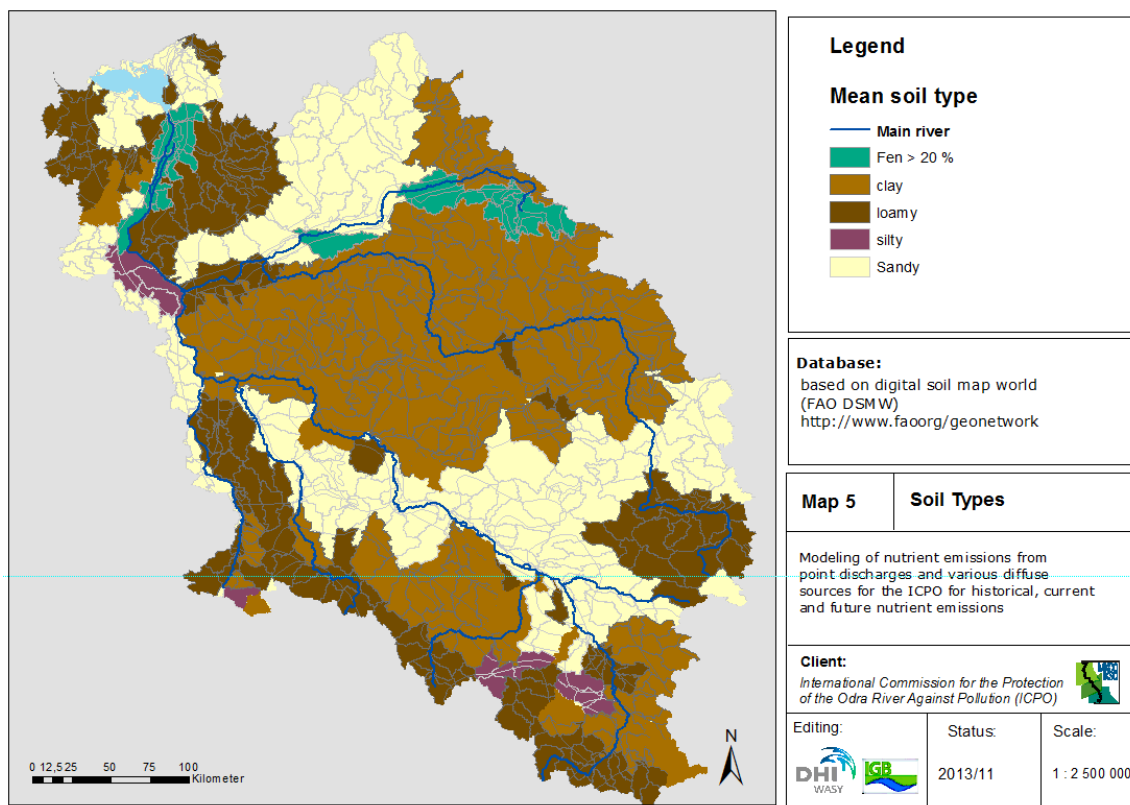 Legend
Mean soil type
Main river
Fen > 20 %
clay
loamy
silty
Sandy
Database:
based on digital soil map world
(FAO DSMW)
http://www.faoorg/geonetwork
Map 5
Soil Types
Modeling of nutrient emissions from
point discharges and various diffuse
sources for the ICPO for historical, current
and future nutrient emissions
Client:
International Commission for the Protection
of the Odra River Against Pollution (ICPO)
Editing:
DHI
WASY
IGB
Status:
2013/11
Scale:
1 : 2 500 000
N
0 12,525 50 75 100
Kilometer